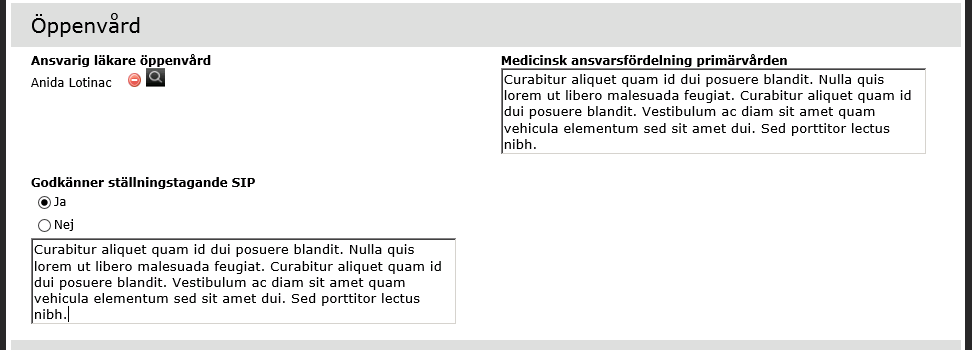 Öppenvård
Ansvarig läkare öppenvård
Anida Lotinac
Medicinsk ansvarsfördelning primärvården
Curabitur aliquet quam id dui posuere blandit. Nulla quis
lorem ut libero malesuada feugiat. Curabitur aliquet quam id
dui posuere blandit. Vestibulum ac diam sit amet quam
vehicula elementum sed sit amet dui. Sed porttitor lectus
nibh.
Godkänner ställningstagande SIP
Ja
Nej
Curabitur aliquet quam id dui posuere blandit. Nulla quis
lorem ut libero malesuada feugiat. Curabitur aliquet quam id
dui posuere blandit. Vestibulum ac diam sit amet quam
vehicula elementum sed sit amet dui. Sed porttitor lectus
nibh.